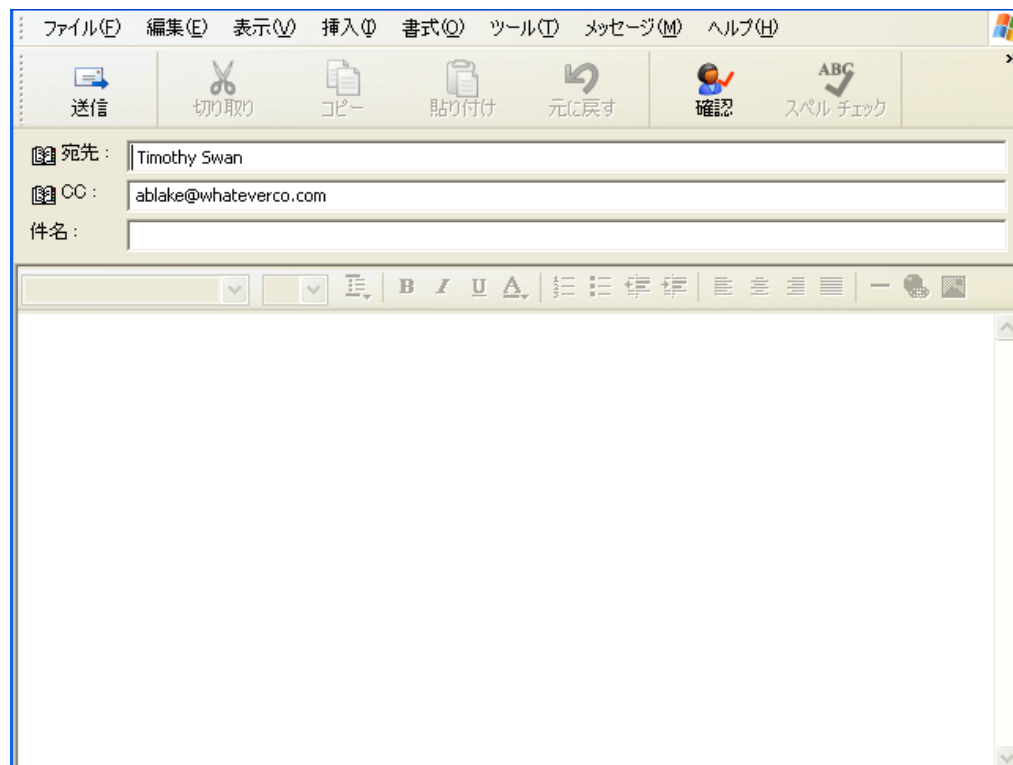 ファイル(F) 編集(E) 表示(V) 挿入(I) 書式(O) ツール(T) メッセージ(M) ヘルプ(H)
ABC
送信 切り取り コピー 貼り付け 元に戻す 確認 スペル チェック
宛先： Timothy Swan
CC： ablake@whateverco.com
件名：
B I U A